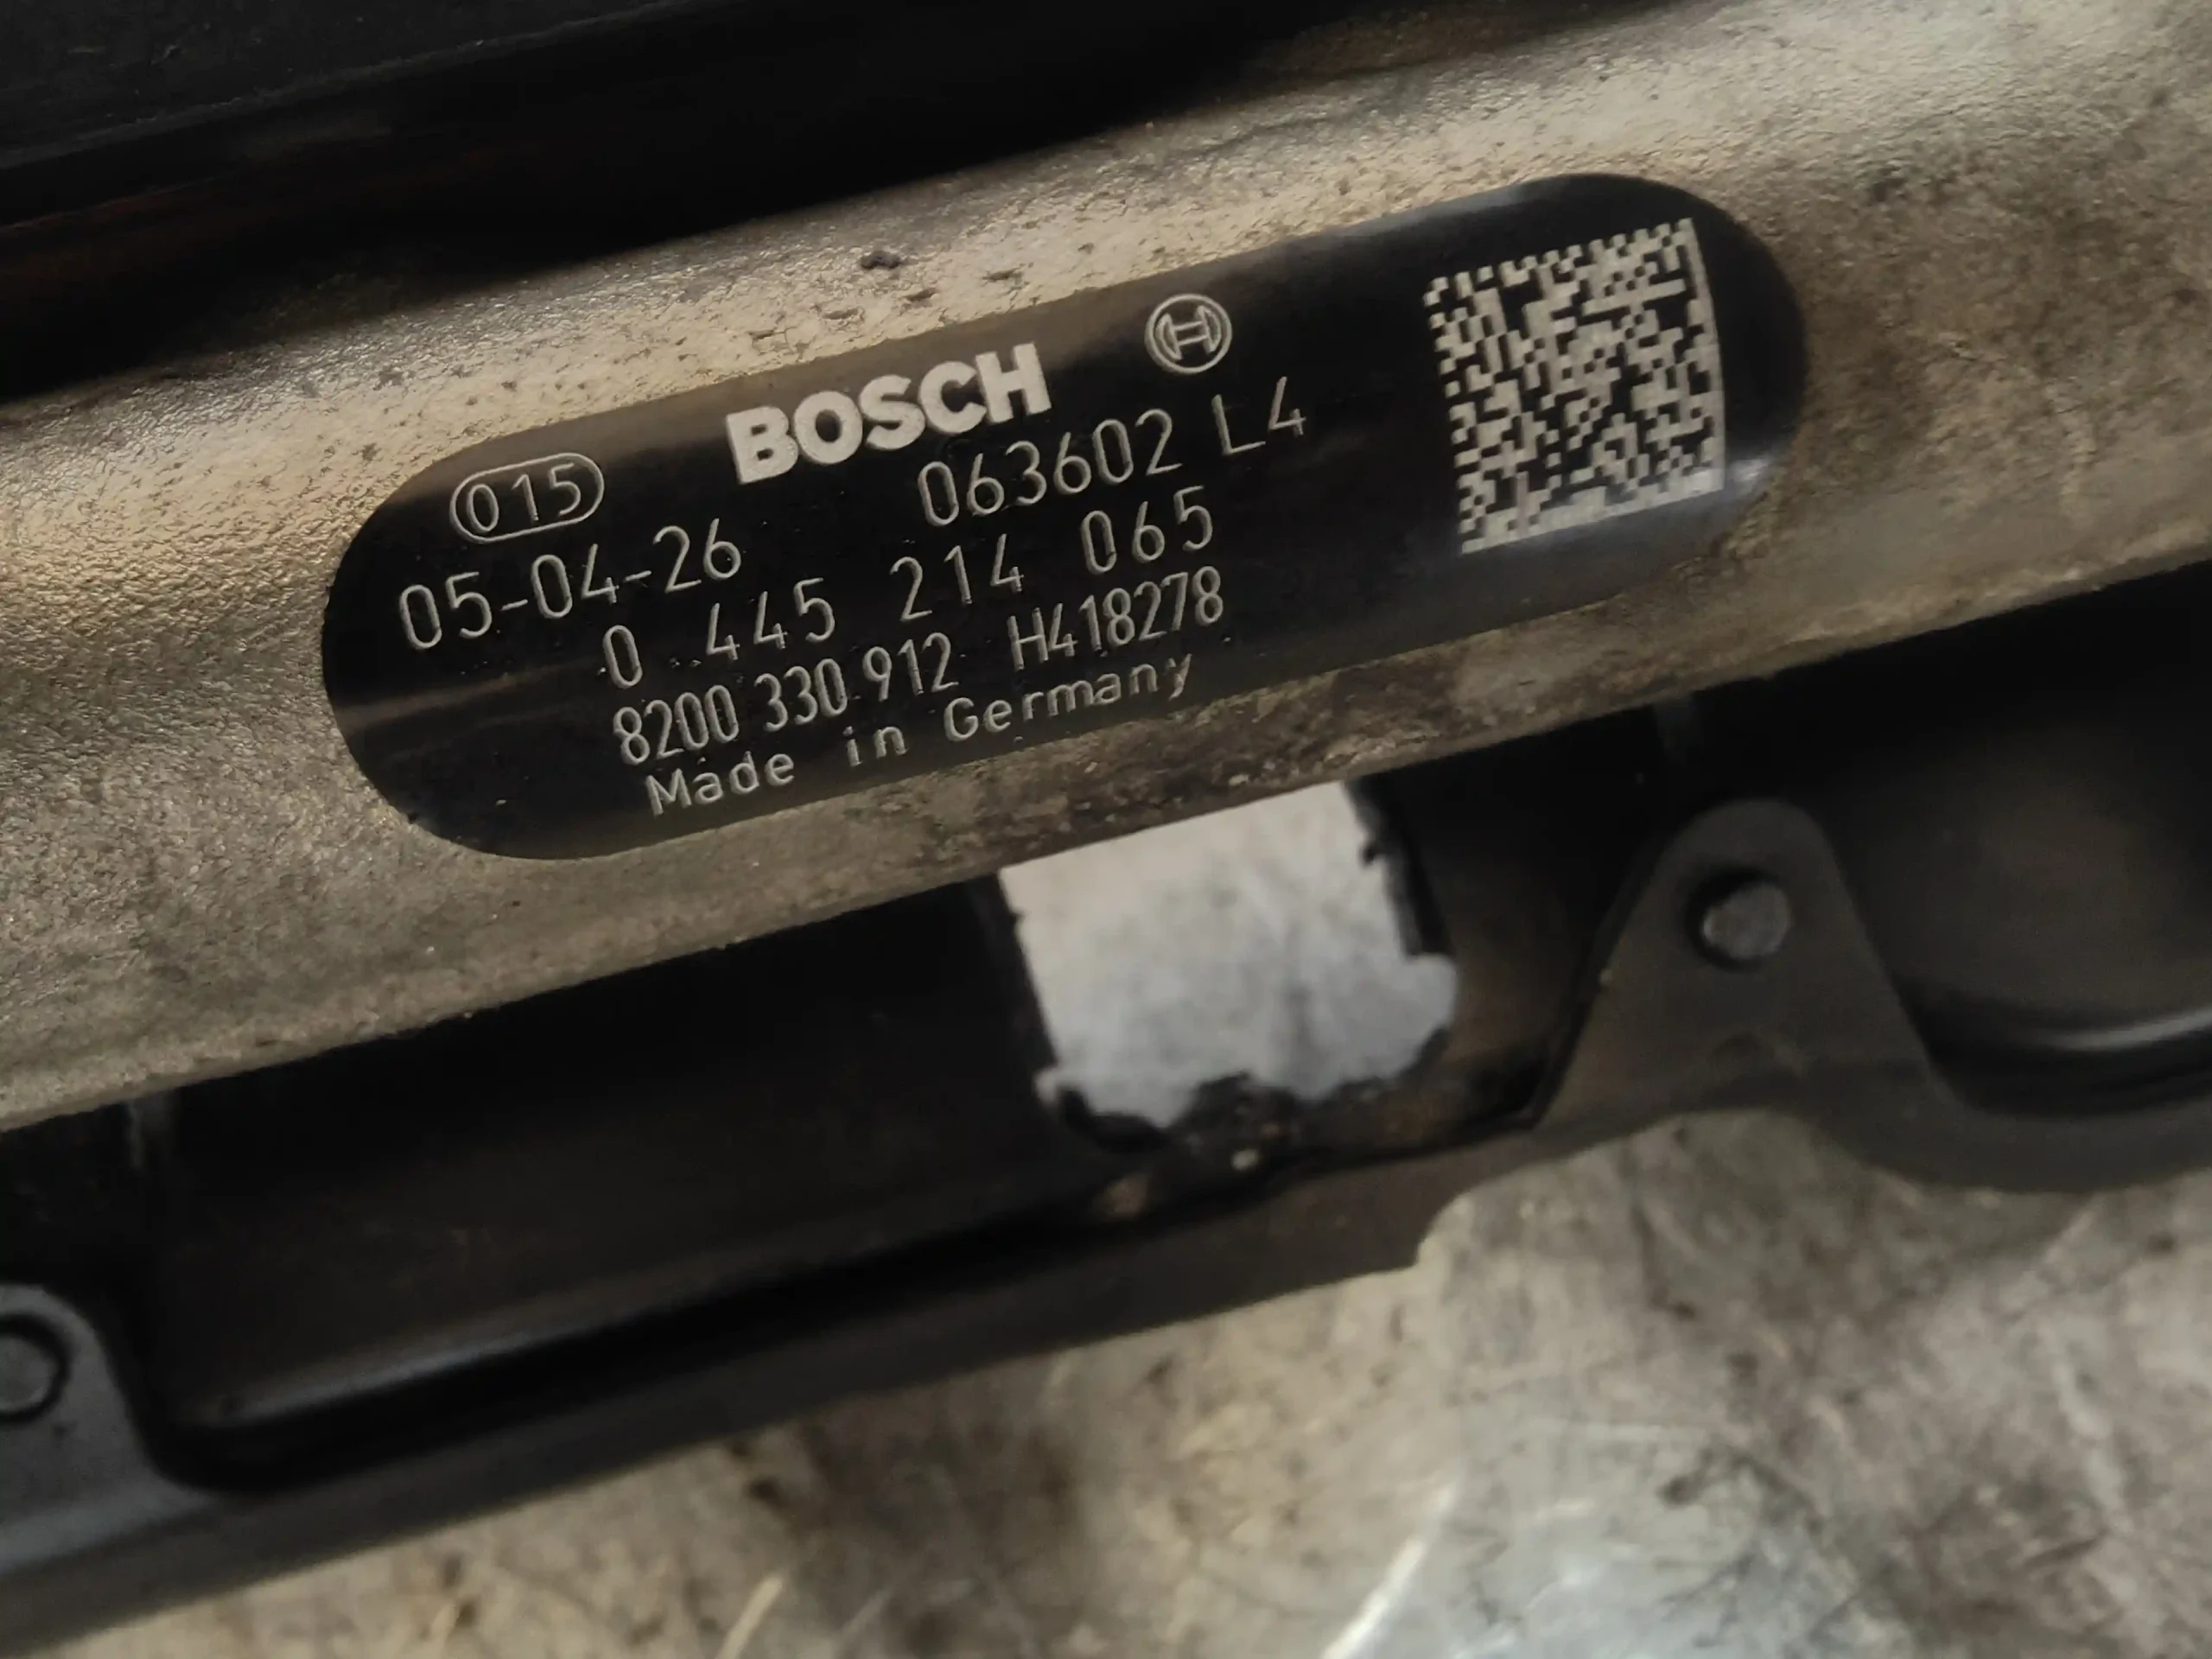 BOSCH
015
05-04-26 063602 L4
0 445 214 065
8200 330 912 H418278
Made in Germany